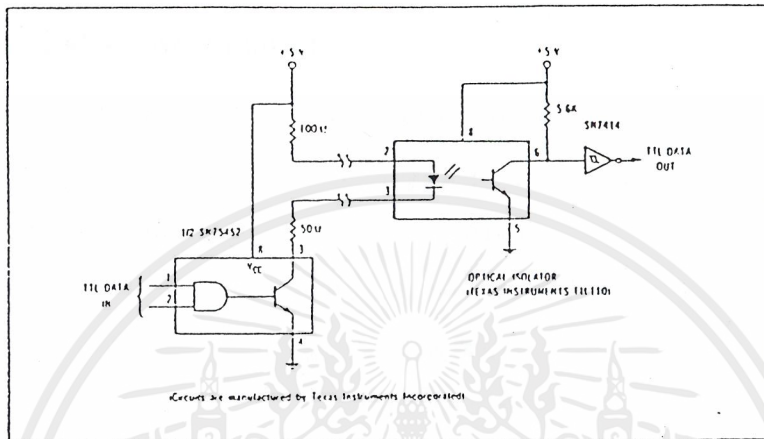 +5 V
+5 V
100Ω
5.6K
SN7414
8
2
6
TTL DATA
OUT
3
50Ω
5
1/2 SN75452
8
3
VCC
OPTICAL ISOLATOR
TTL DATA
IN
1
2
(TEXAS INSTRUMENTS
4
(Circuits are manufactured by Texas Instruments Incorporated)